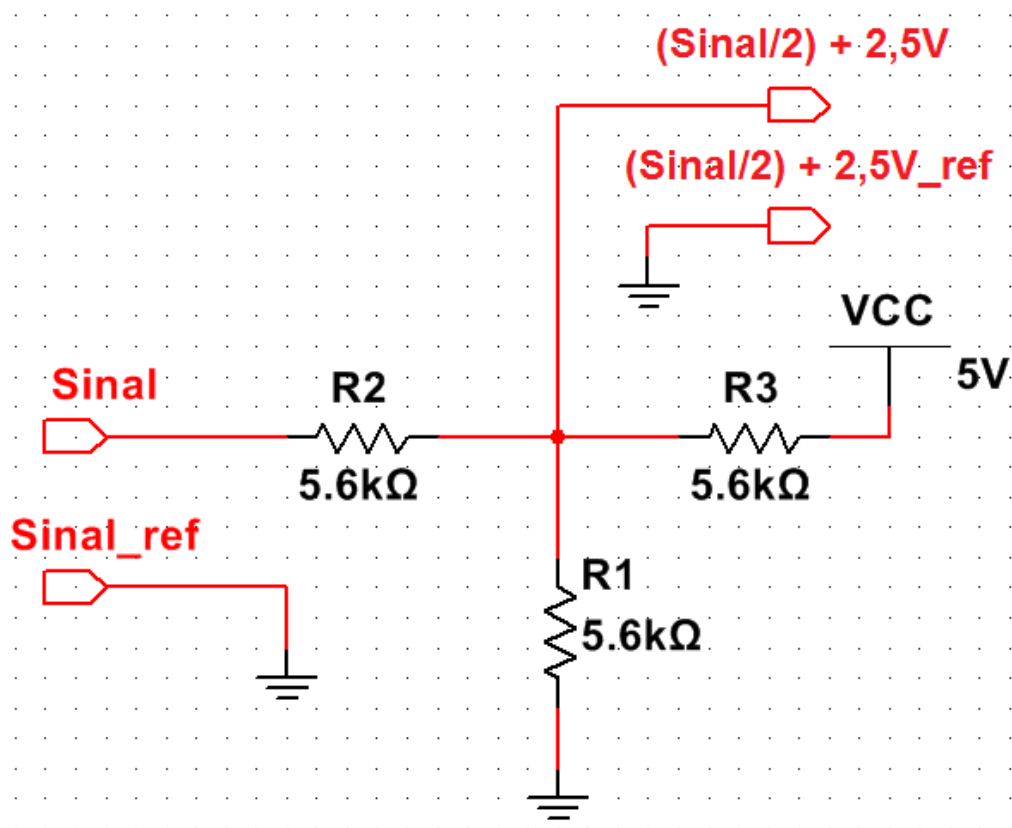 (Sinal/2) + 2,5V
(Sinal/2) + 2,5V_ref
VCC
5V
Sinal
R2
R3
5.6kΩ
5.6kΩ
Sinal_ref
R1
5.6kΩ